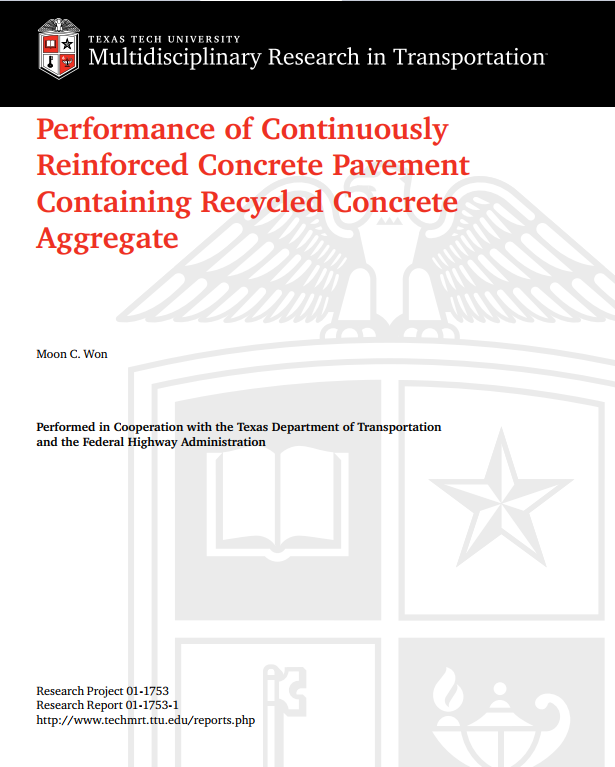 TEXAS TECH UNIVERSITY
Multidisciplinary Research in Transportation™
Performance of Continuously
Reinforced Concrete Pavement
Containing Recycled Concrete
Aggregate
Moon C. Won
Performed in Cooperation with the Texas Department of Transportation
and the Federal Highway Administration
Research Project 01-1753
Research Report 01-1753-1
http://www.techmrt.ttu.edu/reports.php